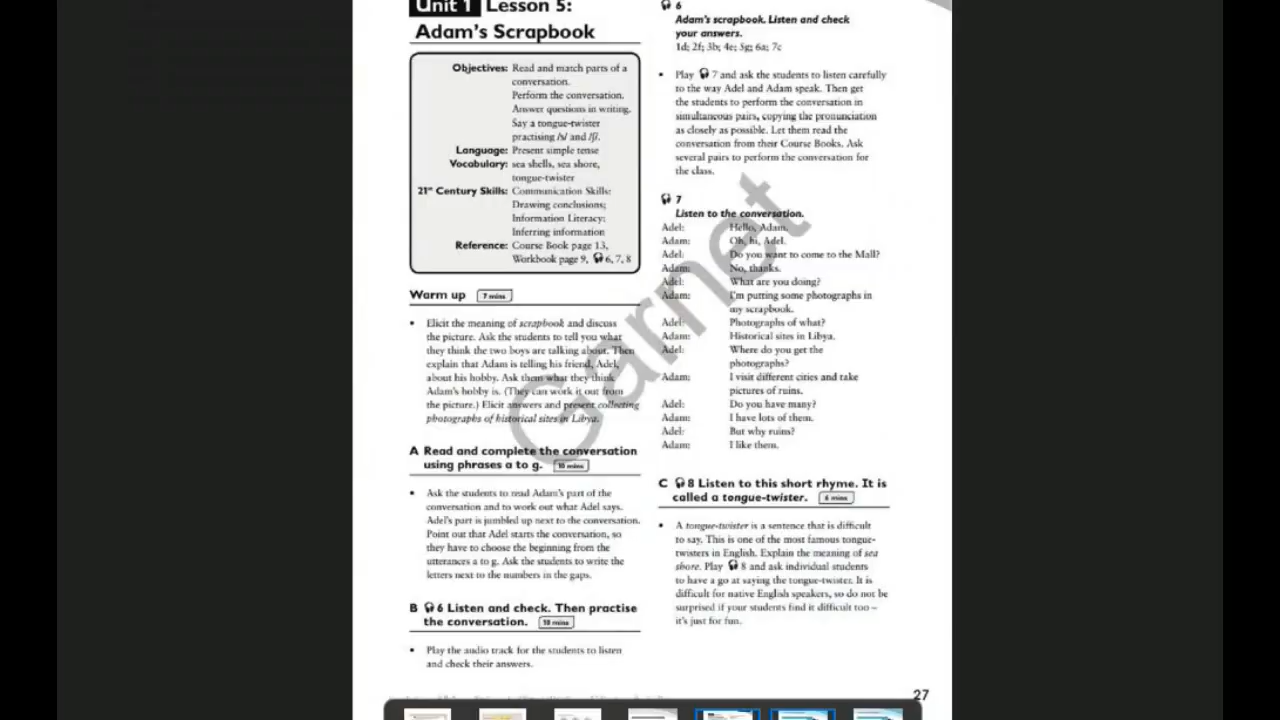 Unit 1 Lesson 5:
Adam's Scrapbook
Objectives: Read and match parts of a
conversation.
Perform the conversation.
Answer questions in writing.
Say a tongue-twister
practising /s/ and /ʃ/.
Language: Present simple tense
Vocabulary: sea shells, sea shore,
tongue-twister
21st Century Skills: Communication Skills:
Drawing conclusions;
Information Literacy:
Inferring information
Reference: Course Book page 13,
Workbook page 9, 6, 7, 8
Warm up 7 mins
• Elicit the meaning of scrapbook and discuss
the picture. Ask the students to tell you what
they think the two boys are talking about. Then
explain that Adam is telling his friend, Adel,
about his hobby. Ask them what they think
Adam's hobby is. (They can work it out from
the picture.) Elicit answers and present collecting
photographs of historical sites in Libya.
A Read and complete the conversation
using phrases a to g. 10 mins
• Ask the students to read Adam's part of the
conversation and to work out what Adel says.
Adel's part is jumbled up next to the conversation.
Point out that Adel starts the conversation, so
they have to choose the beginning from the
utterances a to g. Ask the students to write the
letters next to the numbers in the gaps.
B 6 Listen and check. Then practise
the conversation. 10 mins
• Play the audio track for the students to listen
and check their answers.
6
Adam's scrapbook. Listen and check
your answers.
1d; 2f; 3b; 4e; 5g; 6a; 7c
• Play 7 and ask the students to listen carefully
to the way Adel and Adam speak. Then get
the students to perform the conversation in
simultaneous pairs, copying the pronunciation
as closely as possible. Let them read the
conversation from their Course Books. Ask
several pairs to perform the conversation for
the class.
7
Listen to the conversation.
Adel: Hello, Adam.
Adam: Oh, hi, Adel.
Adel: Do you want to come to the Mall?
Adam: No, thanks.
Adel: What are you doing?
Adam: I'm putting some photographs in
my scrapbook.
Adel: Photographs of what?
Adam: Historical sites in Libya.
Adel: Where do you get the
photographs?
Adam: I visit different cities and take
pictures of ruins.
Adel: Do you have many?
Adam: I have lots of them.
Adel: But why ruins?
Adam: I like them.
C 8 Listen to this short rhyme. It is
called a tongue-twister. 6 mins
• A tongue-twister is a sentence that is difficult
to say. This is one of the most famous tongue-
twisters in English. Explain the meaning of sea
shore. Play 8 and ask individual students
to have a go at saying the tongue-twister. It is
difficult for native English speakers, so do not be
surprised if your students find it difficult too –
it's just for fun.
Garnet
27